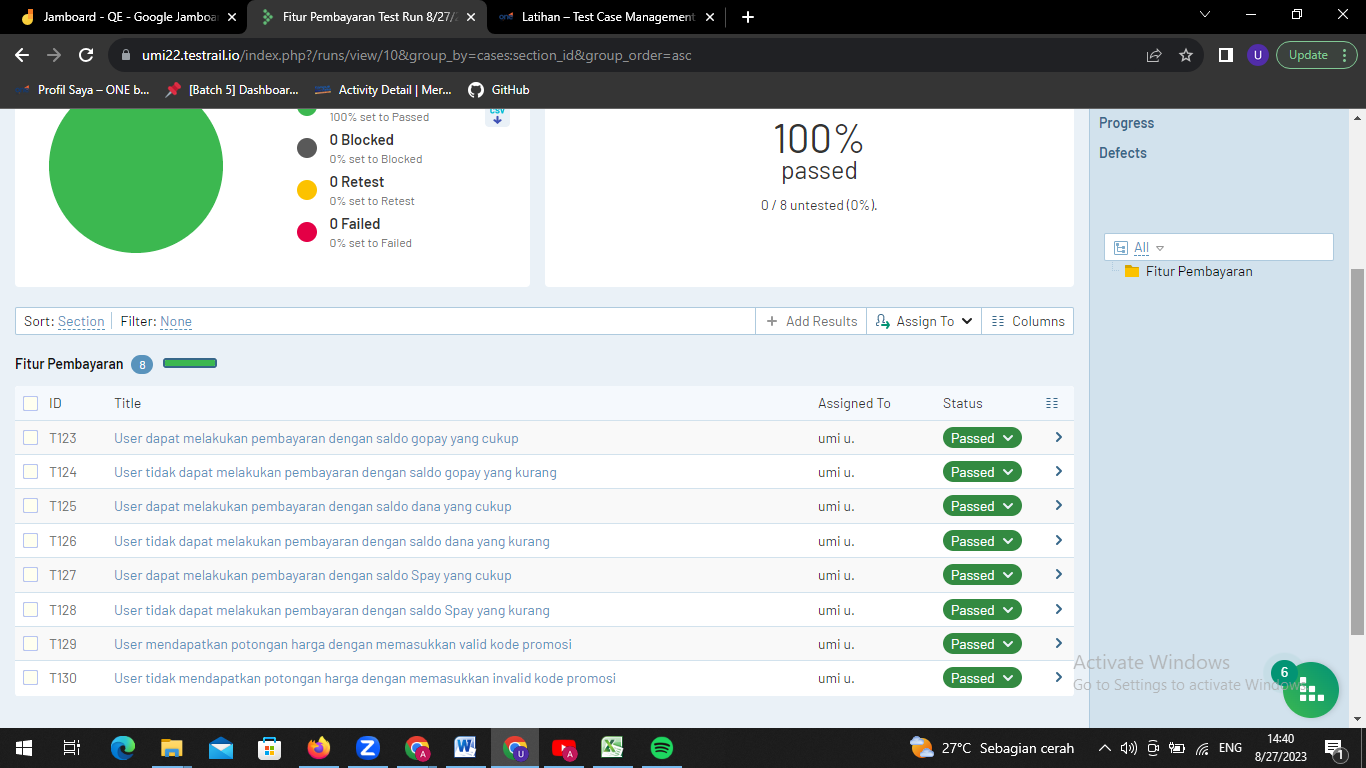 Jamboard - QE - Google Jamboa
Fitur Pembayaran Test Run 8/27/2
Latihan – Test Case Management
umi22.testrail.io/index.php?/runs/view/10&group_by=cases:section_id&group_order=asc
U
Update
Profil Saya – ONE b...
[Batch 5] Dashboar...
Activity Detail | Mer...
GitHub
100% set to Passed
CSV
0 Blocked
0% set to Blocked
0 Retest
0% set to Retest
0 Failed
0% set to Failed
100%
passed
0 / 8 untested (0%).
Progress
Defects
All
Fitur Pembayaran
Sort: Section Filter: None
+ Add Results Assign To Columns
Fitur Pembayaran 8
ID Title Assigned To Status
T123 User dapat melakukan pembayaran dengan saldo gopay yang cukup umi u. Passed
T124 User tidak dapat melakukan pembayaran dengan saldo gopay yang kurang umi u. Passed
T125 User dapat melakukan pembayaran dengan saldo dana yang cukup umi u. Passed
T126 User tidak dapat melakukan pembayaran dengan saldo dana yang kurang umi u. Passed
T127 User dapat melakukan pembayaran dengan saldo Spay yang cukup umi u. Passed
T128 User tidak dapat melakukan pembayaran dengan saldo Spay yang kurang umi u. Passed
T129 User mendapatkan potongan harga dengan memasukkan valid kode promosi umi u. Passed
T130 User tidak mendapatkan potongan harga dengan memasukkan invalid kode promosi umi u. Passed
Activate Windows
Go to Settings to activate Windows.
6
27°C Sebagian cerah
ENG
14:40
8/27/2023
1